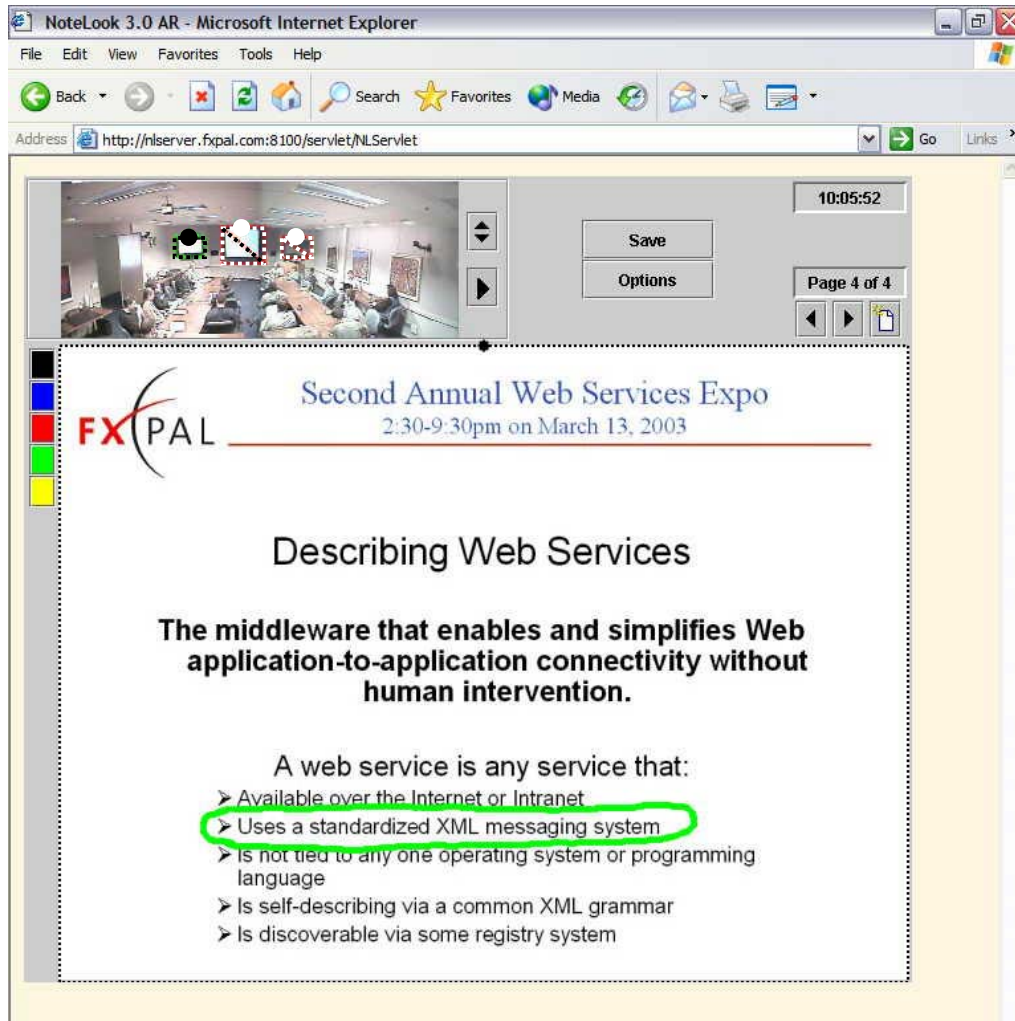 NoteLook 3.0 AR - Microsoft Internet Explorer
File Edit View Favorites Tools Help
Back Search Favorites Media
Address http://nlserver.fxpal.com:8100/servlet/NLServlet Go Links
10:05:52
Save
Options
Page 4 of 4
FXPAL
Second Annual Web Services Expo
2:30-9:30pm on March 13, 2003
Describing Web Services
The middleware that enables and simplifies Web
application-to-application connectivity without
human intervention.
A web service is any service that:
➢ Available over the Internet or Intranet
➢ Uses a standardized XML messaging system
➢ Is not tied to any one operating system or programming
language
➢ Is self-describing via a common XML grammar
➢ Is discoverable via some registry system